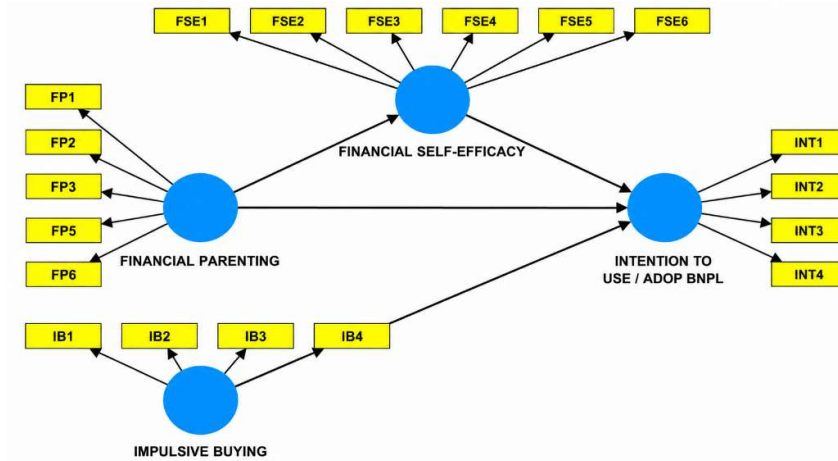 FSE1 FSE2 FSE3 FSE4 FSE5 FSE6
FP1
FP2
FP3
FP5
FP6
FINANCIAL SELF-EFFICACY
FINANCIAL PARENTING
INT1
INT2
INT3
INT4
INTENTION TO
USE / ADOP BNPL
IB1 IB2 IB3 IB4
IMPULSIVE BUYING